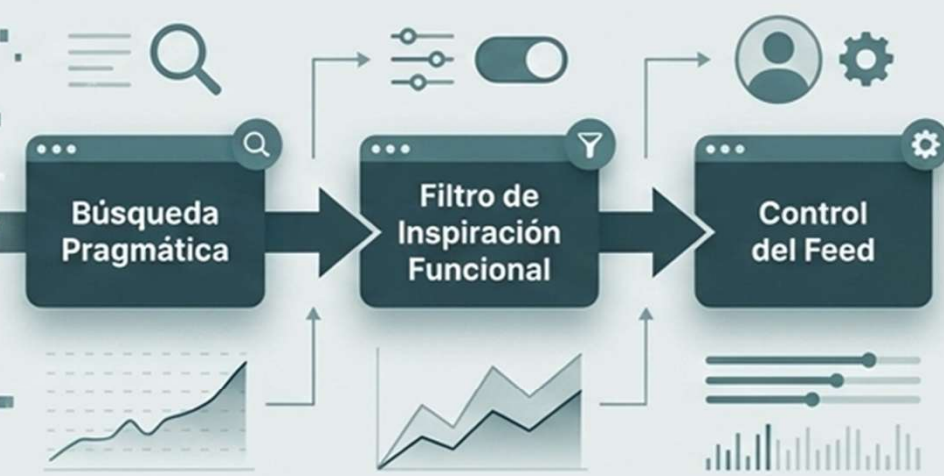 Búsqueda
Pragmática
Filtro de
Inspiración
Funcional
Control
del Feed